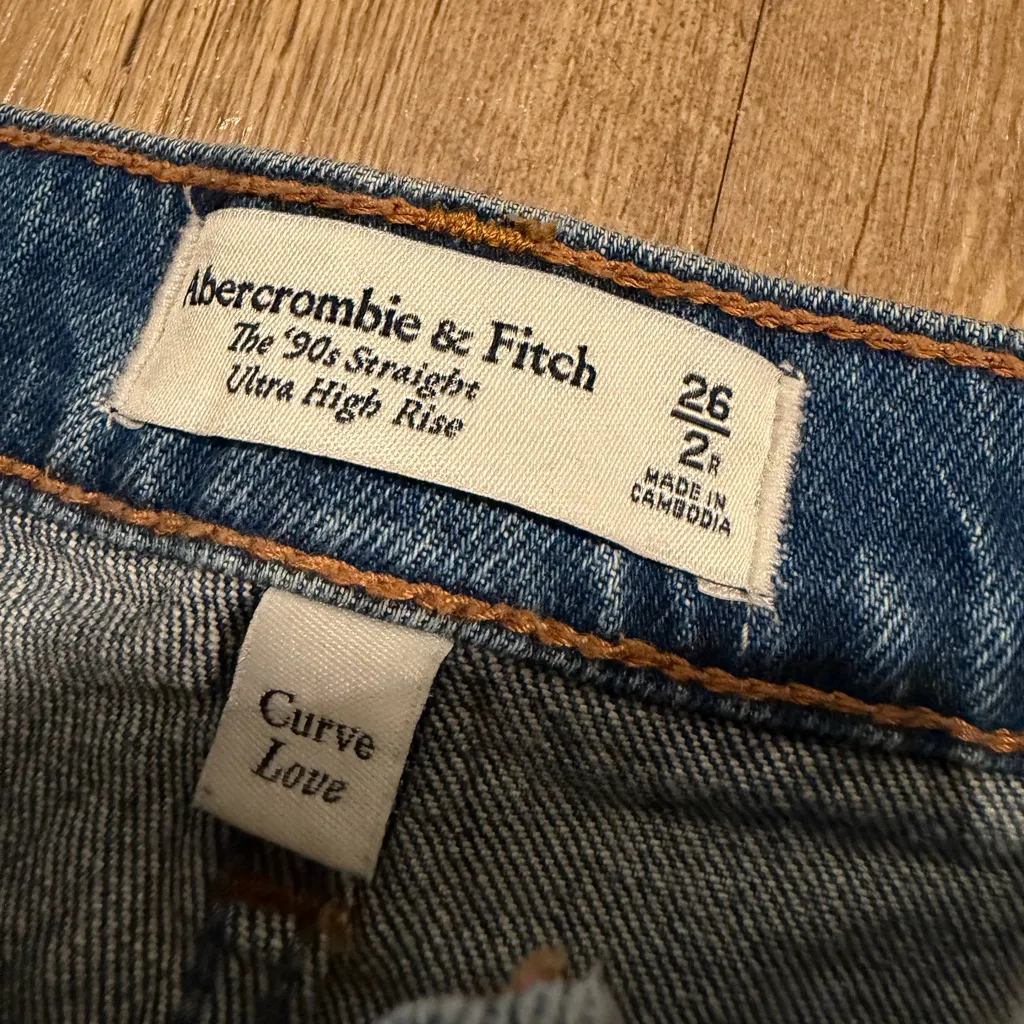 Abercrombie & Fitch
The '90s Straight
Ultra High Rise
26
2R
MADE IN
CAMBODIA
Curve
Love